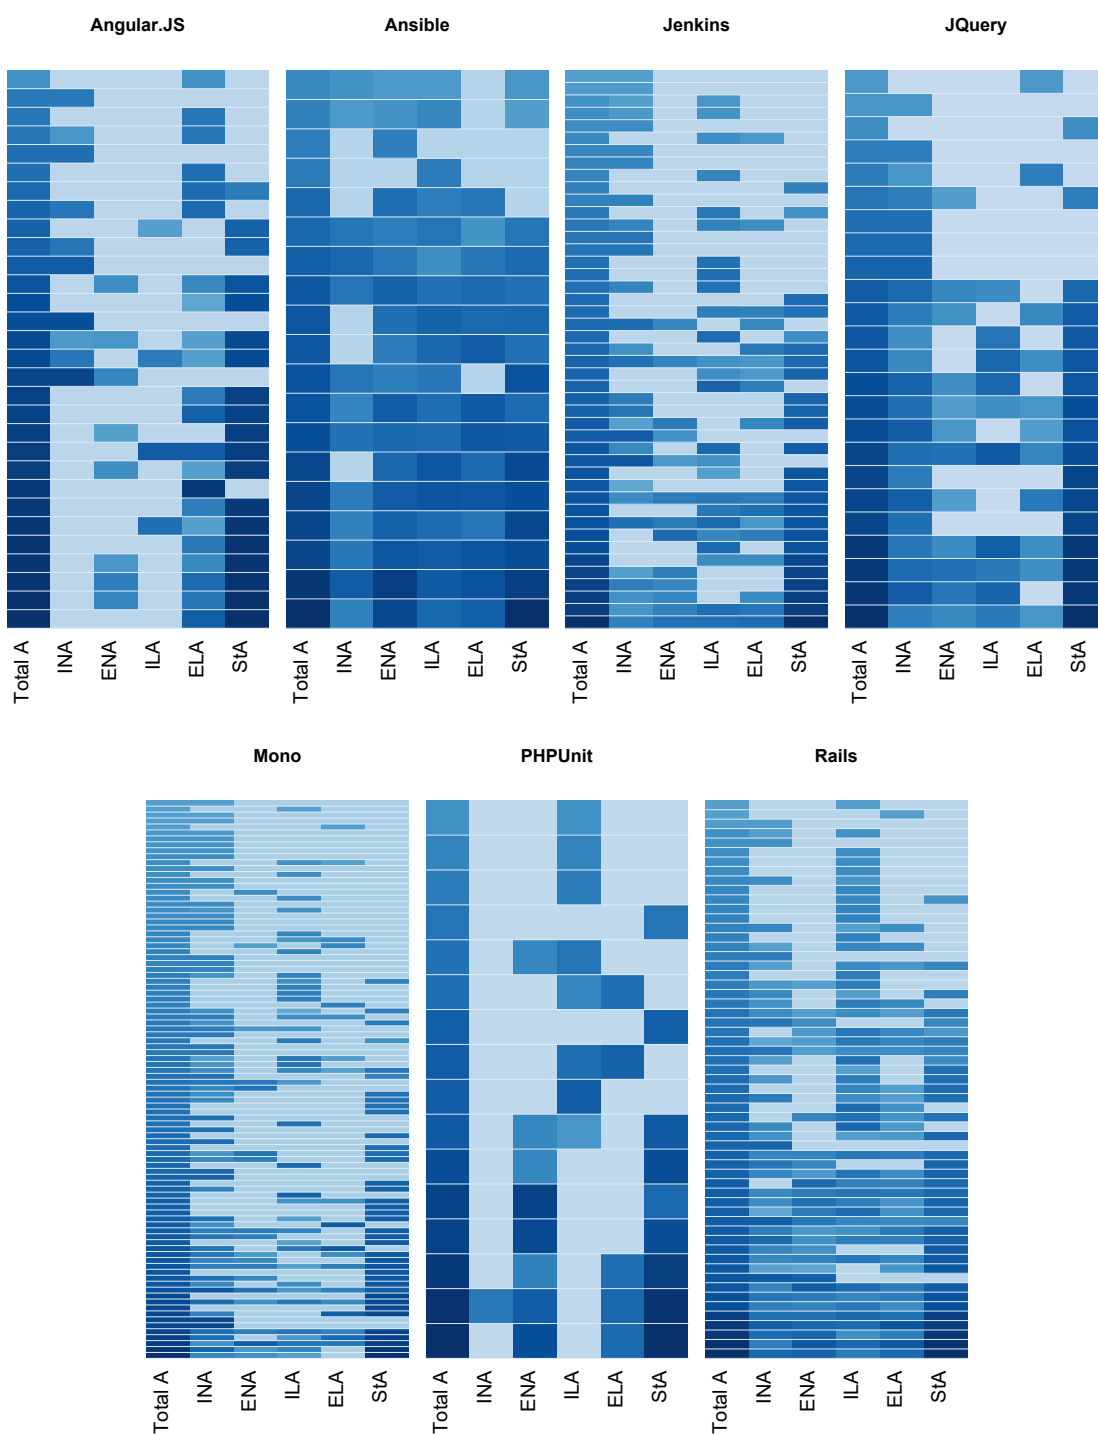 Angular.JS Ansible Jenkins JQuery
Total A INA ENA ILA ELA StA Total A INA ENA ILA ELA StA Total A INA ENA ILA ELA StA Total A INA ENA ILA ELA StA
Mono PHPUnit Rails
Total A INA ENA ILA ELA StA Total A INA ENA ILA ELA StA Total A INA ENA ILA ELA StA